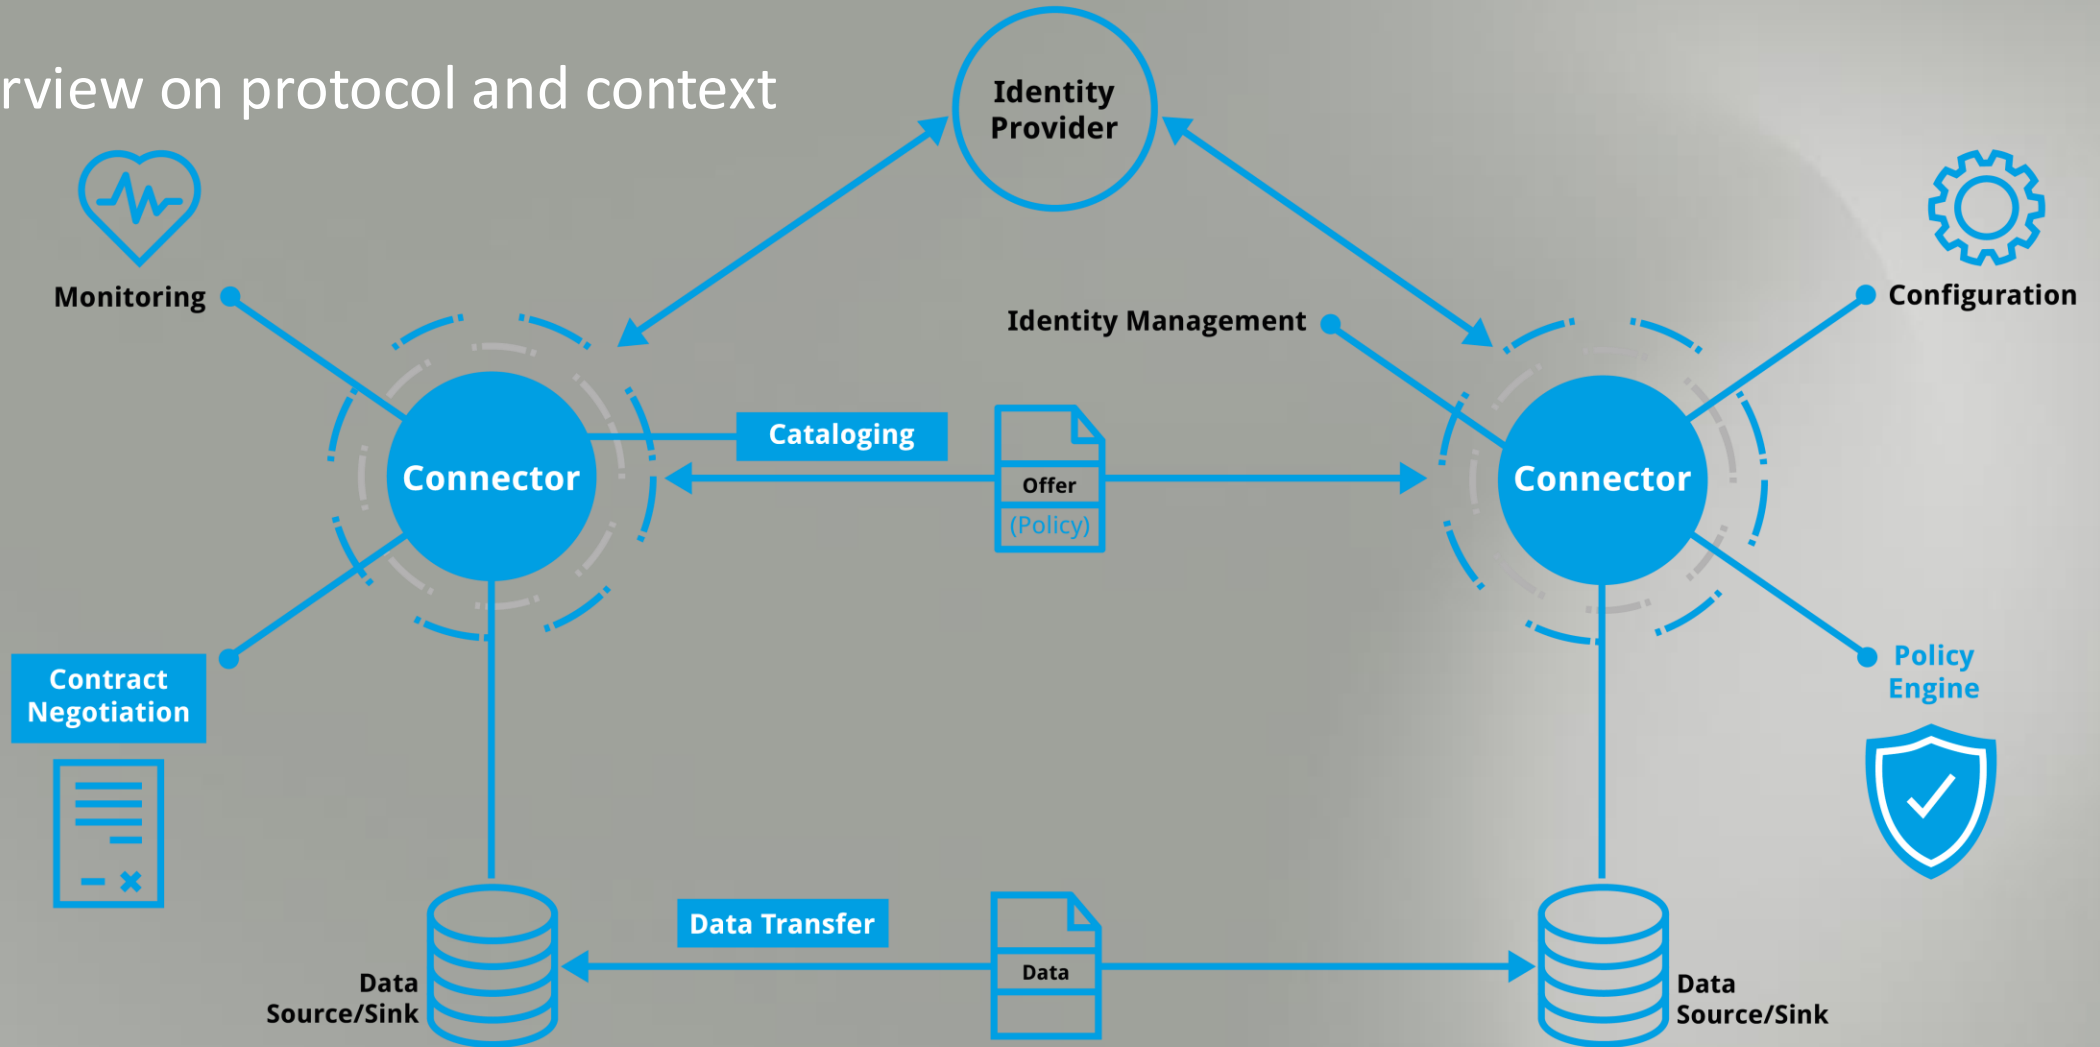 rview on protocol and context
Identity
Provider
Monitoring
Configuration
Identity Management
Cataloging
Connector
Offer
(Policy)
Connector
Contract
Negotiation
Policy
Engine
Data Transfer
Data
Source/Sink
Data
Data
Source/Sink